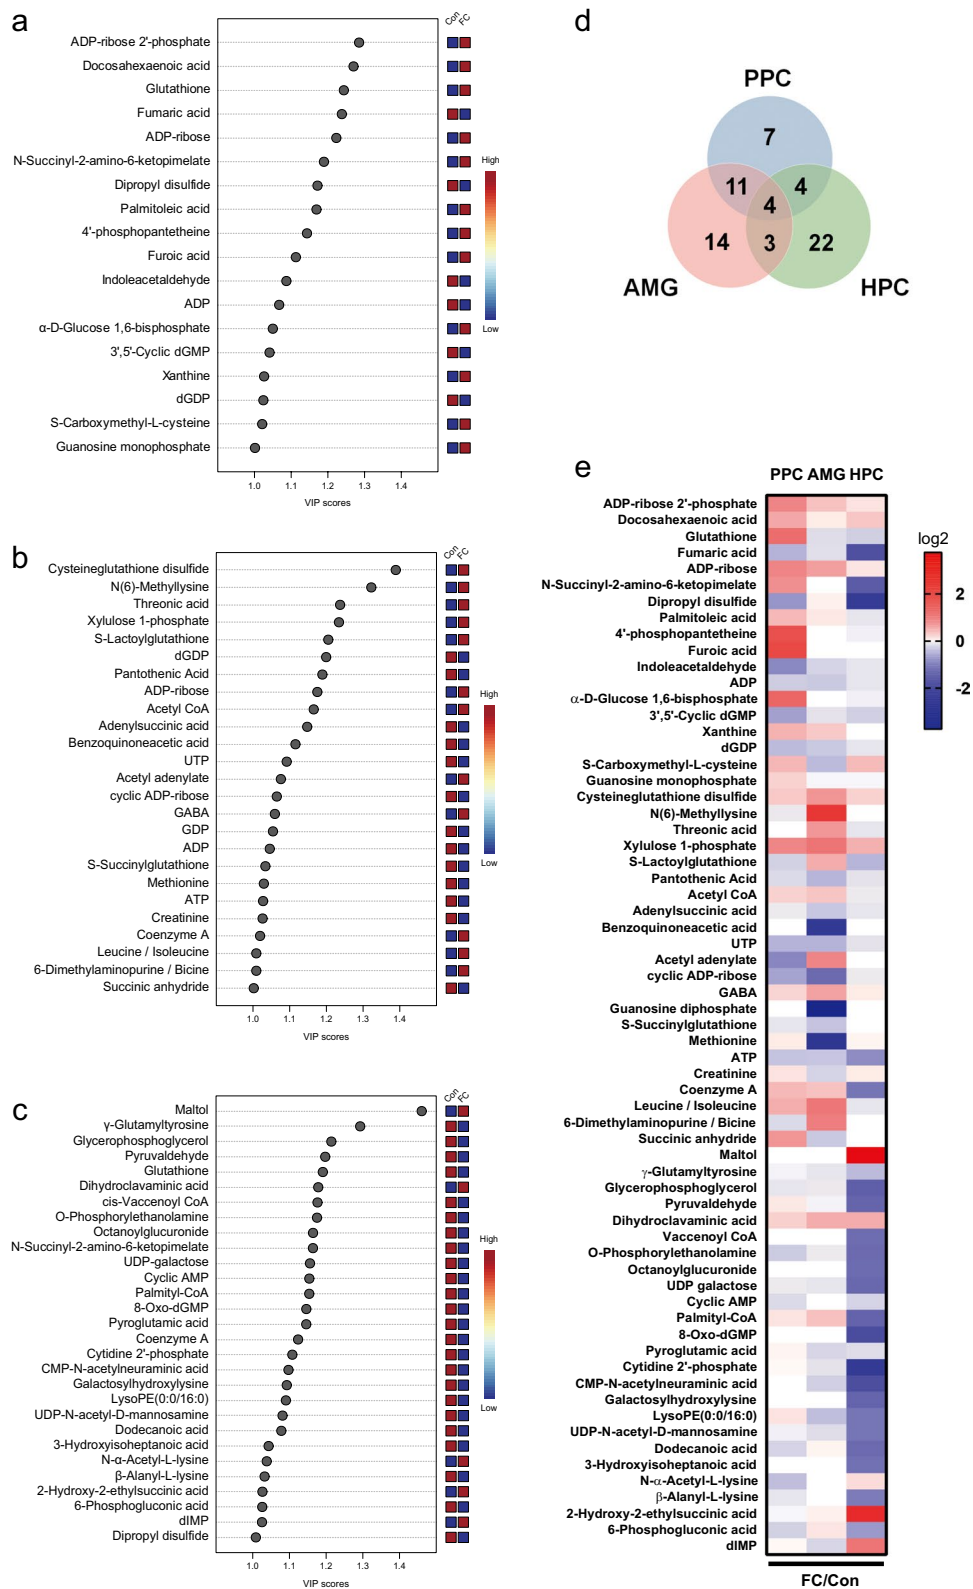 a
Con FC
ADP-ribose 2'-phosphate
Docosahexaenoic acid
Glutathione
Fumaric acid
ADP-ribose
N-Succinyl-2-amino-6-ketopimelate
Dipropyl disulfide
Palmitoleic acid
4'-phosphopantetheine
Furoic acid
Indoleacetaldehyde
ADP
α-D-Glucose 1,6-bisphosphate
3',5'-Cyclic dGMP
Xanthine
dGDP
S-Carboxymethyl-L-cysteine
Guanosine monophosphate
1.0 1.1 1.2 1.3 1.4
VIP scores
High
Low
b
Con FC
Cysteineglutathione disulfide
N(6)-Methyllysine
Threonic acid
Xylulose 1-phosphate
S-Lactoylglutathione
dGDP
Pantothenic Acid
ADP-ribose
Acetyl CoA
Adenylsuccinic acid
Benzoquinoneacetic acid
UTP
Acetyl adenylate
cyclic ADP-ribose
GABA
GDP
ADP
S-Succinylglutathione
Methionine
ATP
Creatinine
Coenzyme A
Leucine / Isoleucine
6-Dimethylaminopurine / Bicine
Succinic anhydride
1.0 1.1 1.2 1.3 1.4
VIP scores
High
Low
c
Con FC
Maltol
γ-Glutamyltyrosine
Glycerophosphoglycerol
Pyruvaldehyde
Glutathione
Dihydroclavaminic acid
cis-Vaccenoyl CoA
O-Phosphorylethanolamine
Octanoylglucuronide
N-Succinyl-2-amino-6-ketopimelate
UDP-galactose
Cyclic AMP
Palmityl-CoA
8-Oxo-dGMP
Pyroglutamic acid
Coenzyme A
Cytidine 2'-phosphate
CMP-N-acetylneuraminic acid
Galactosylhydroxylysine
LysoPE(0:0/16:0)
UDP-N-acetyl-D-mannosamine
Dodecanoic acid
3-Hydroxyisoheptanoic acid
N-α-Acetyl-L-lysine
β-Alanyl-L-lysine
2-Hydroxy-2-ethylsuccinic acid
6-Phosphogluconic acid
dIMP
Dipropyl disulfide
1.0 1.1 1.2 1.3 1.4
VIP scores
High
Low
d
PPC
7
11 4
4
14 3 22
AMG HPC
e
PPC AMG HPC
ADP-ribose 2'-phosphate
Docosahexaenoic acid
Glutathione
Fumaric acid
ADP-ribose
N-Succinyl-2-amino-6-ketopimelate
Dipropyl disulfide
Palmitoleic acid
4'-phosphopantetheine
Furoic acid
Indoleacetaldehyde
ADP
α-D-Glucose 1,6-bisphosphate
3',5'-Cyclic dGMP
Xanthine
dGDP
S-Carboxymethyl-L-cysteine
Guanosine monophosphate
Cysteineglutathione disulfide
N(6)-Methyllysine
Threonic acid
Xylulose 1-phosphate
S-Lactoylglutathione
Pantothenic Acid
Acetyl CoA
Adenylsuccinic acid
Benzoquinoneacetic acid
UTP
Acetyl adenylate
cyclic ADP-ribose
GABA
Guanosine diphosphate
S-Succinylglutathione
Methionine
ATP
Creatinine
Coenzyme A
Leucine / Isoleucine
6-Dimethylaminopurine / Bicine
Succinic anhydride
Maltol
γ-Glutamyltyrosine
Glycerophosphoglycerol
Pyruvaldehyde
Dihydroclavaminic acid
Vaccenoyl CoA
O-Phosphorylethanolamine
Octanoylglucuronide
UDP galactose
Cyclic AMP
Palmityl-CoA
8-Oxo-dGMP
Pyroglutamic acid
Cytidine 2'-phosphate
CMP-N-acetylneuraminic acid
Galactosylhydroxylysine
LysoPE(0:0/16:0)
UDP-N-acetyl-D-mannosamine
Dodecanoic acid
3-Hydroxyisoheptanoic acid
N-α-Acetyl-L-lysine
β-Alanyl-L-lysine
2-Hydroxy-2-ethylsuccinic acid
6-Phosphogluconic acid
dIMP
FC/Con
log2
2
0
-2